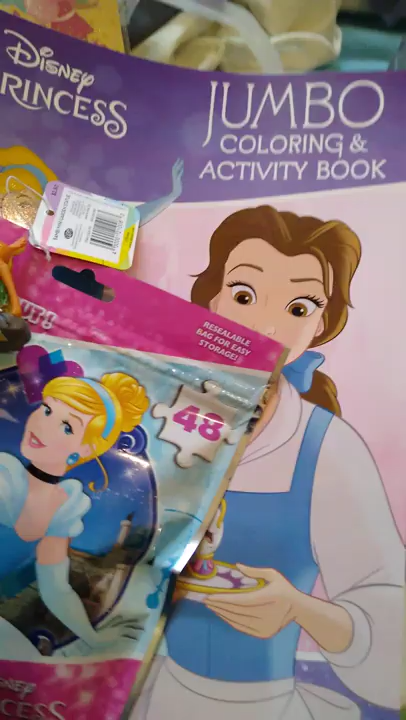 Disney
PRINCESS
JUMBO
COLORING &
ACTIVITY BOOK
RESEALABLE
BAG FOR EASY
STORAGE!
48